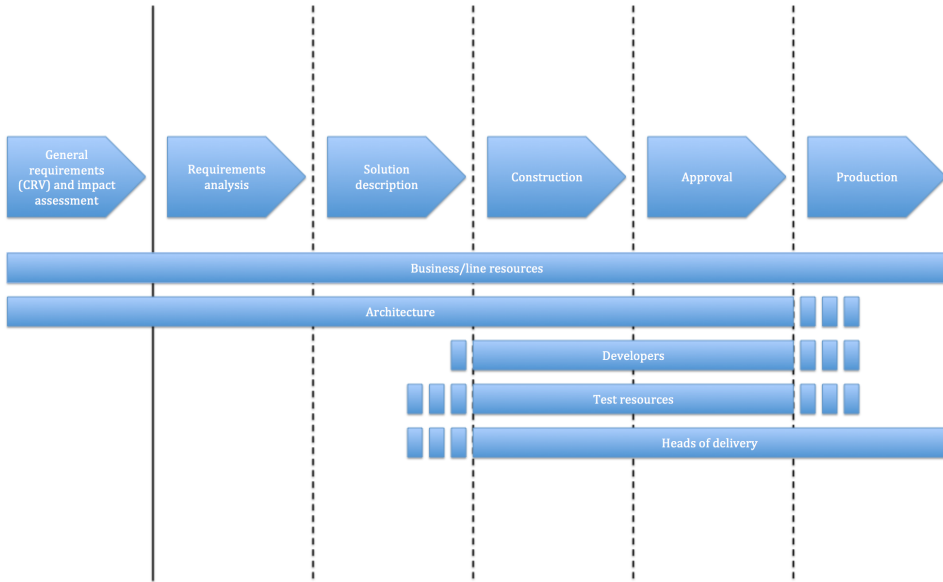 General
requirements
(CRV) and impact
assessment
Requirements
analysis
Solution
description
Construction
Approval
Production
Business/line resources
Architecture
Developers
Test resources
Heads of delivery